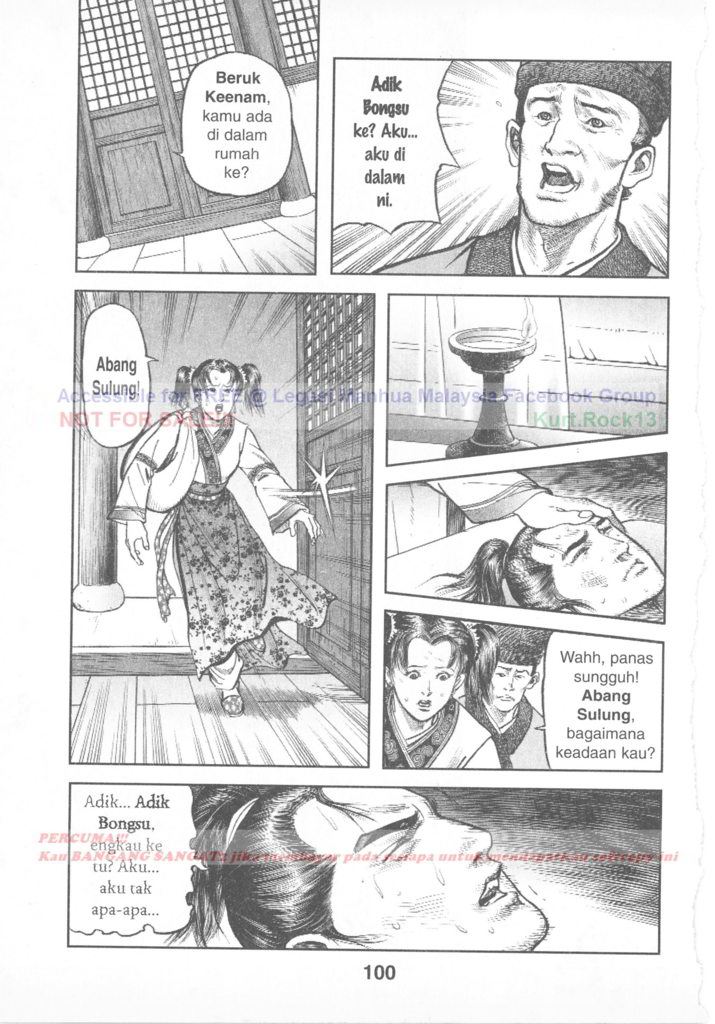 Beruk
Keenam,
kamu ada
di dalam
rumah
ke?
Adik
Bongsu
ke? Aku...
aku di
dalam
ni.
Abang
Sulung!
Accessible for FREE @ Legasi Manhua Malaysia Facebook Group
NOT FOR SALE!!
Kurt.Rock13
Wahh, panas
sungguh!
Abang
Sulung,
bagaimana
keadaan kau?
Adik... Adik
Bongsu,
engkau ke
tu? Aku...
aku tak
apa-apa...
PERCUMA!!!
Kau BANGANG SANGAT2 jika membayar pada sesiapa untuk mendapatkan softcopy ini
100